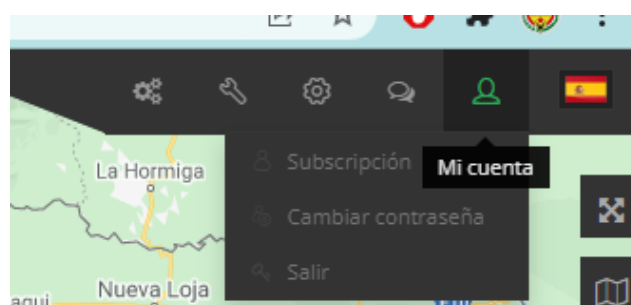 La Hormiga
Subscripción
Mi cuenta
Cambiar contraseña
Salir
Nueva Loja